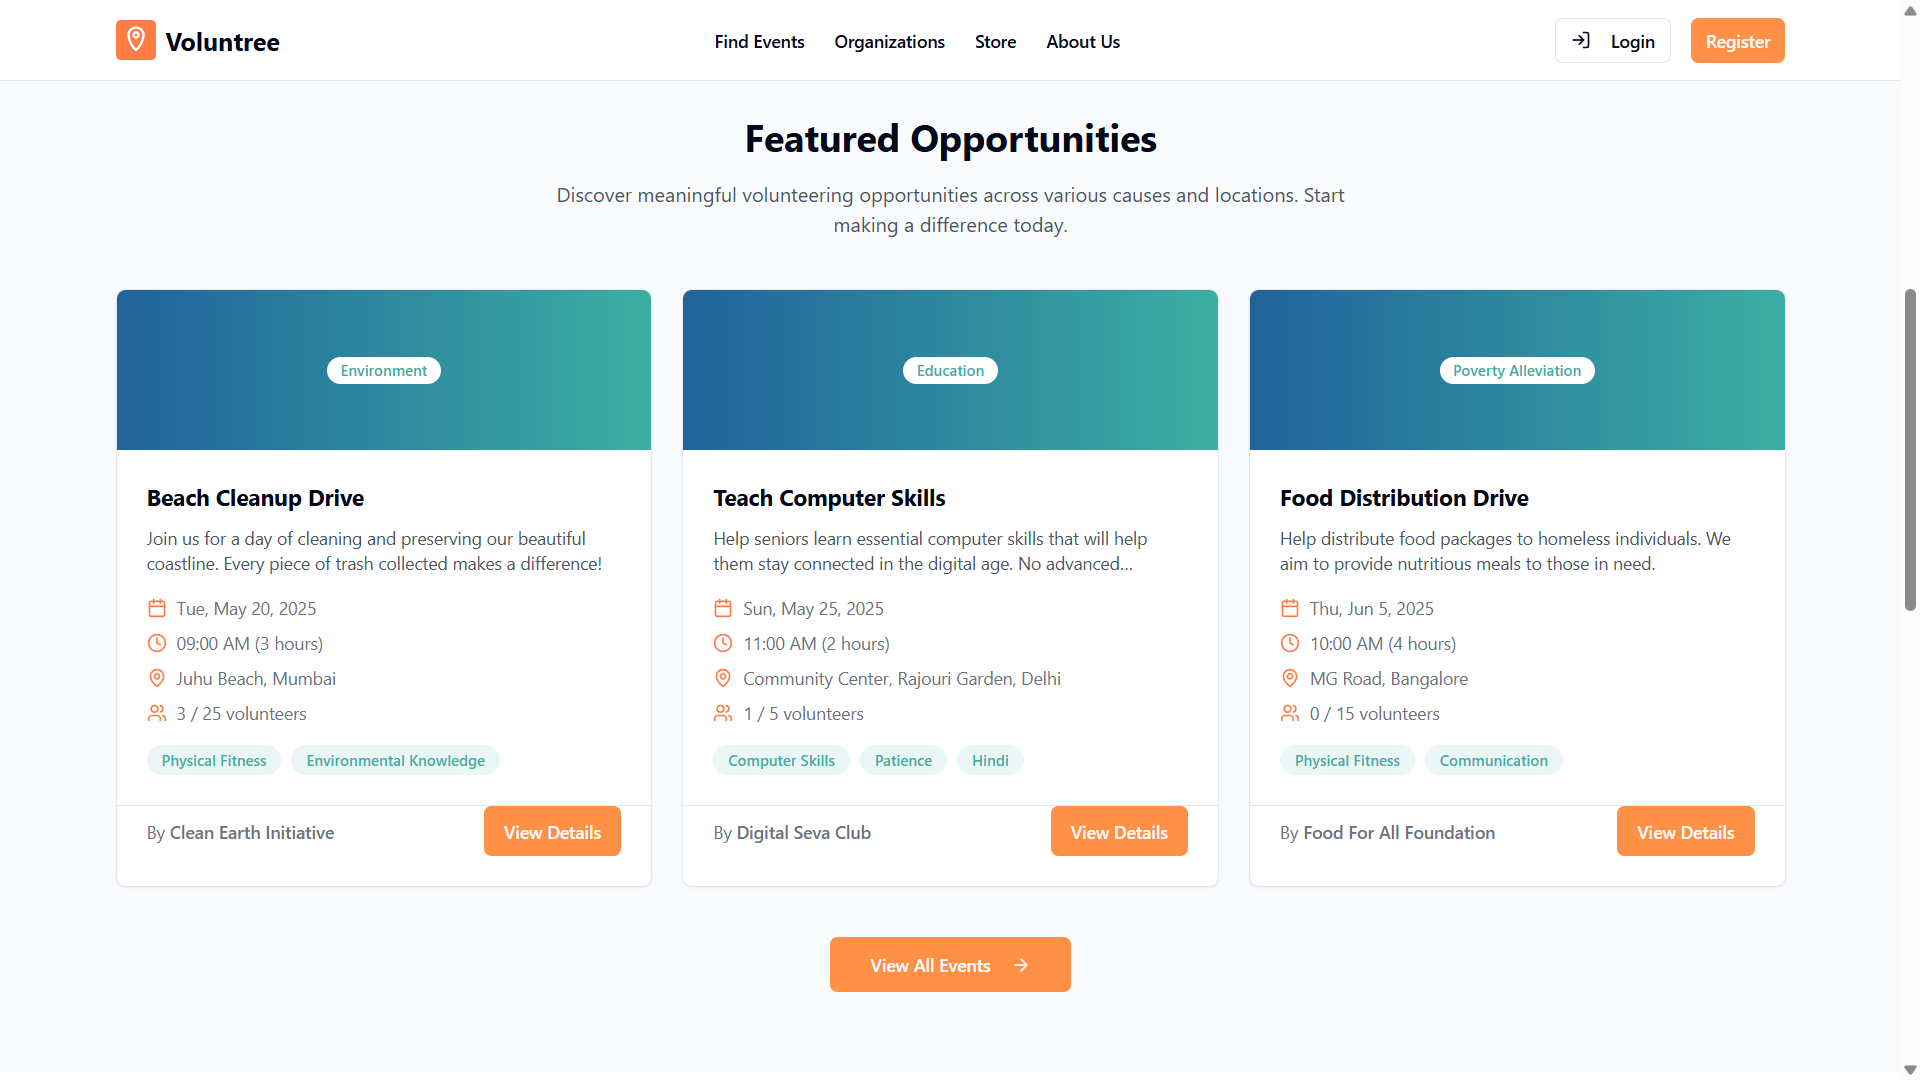 Voluntree
Find Events
Organizations
Store
About Us
Login
Register
Featured Opportunities
Discover meaningful volunteering opportunities across various causes and locations. Start
making a difference today.
Environment
Beach Cleanup Drive
Join us for a day of cleaning and preserving our beautiful
coastline. Every piece of trash collected makes a difference!
Tue, May 20, 2025
09:00 AM (3 hours)
Juhu Beach, Mumbai
3 / 25 volunteers
Physical Fitness
Environmental Knowledge
By Clean Earth Initiative
View Details
Education
Teach Computer Skills
Help seniors learn essential computer skills that will help
them stay connected in the digital age. No advanced...
Sun, May 25, 2025
11:00 AM (2 hours)
Community Center, Rajouri Garden, Delhi
1 / 5 volunteers
Computer Skills
Patience
Hindi
By Digital Seva Club
View Details
Poverty Alleviation
Food Distribution Drive
Help distribute food packages to homeless individuals. We
aim to provide nutritious meals to those in need.
Thu, Jun 5, 2025
10:00 AM (4 hours)
MG Road, Bangalore
0 / 15 volunteers
Physical Fitness
Communication
By Food For All Foundation
View Details
View All Events